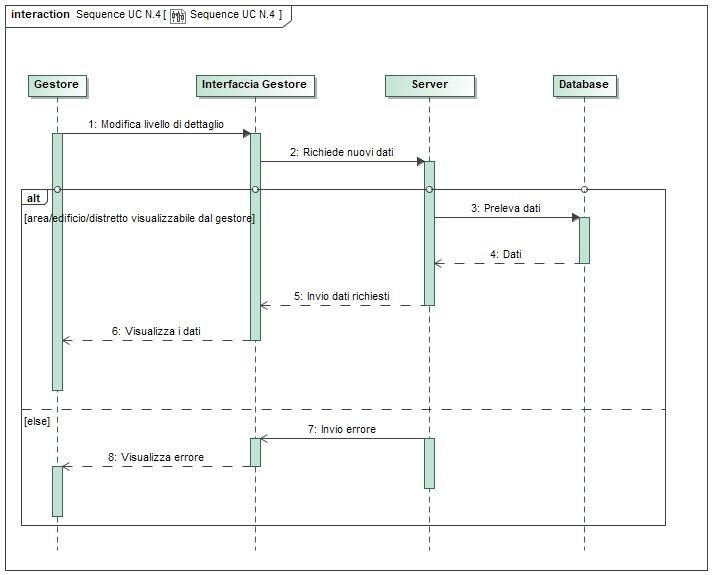 interaction Sequence UC N.4 [ Sequence UC N.4 ]
Gestore
Interfaccia Gestore
Server
Database
1: Modifica livello di dettaglio
2: Richiede nuovi dati
alt
[area/edificio/distretto visualizzabile dal gestore]
3: Preleva dati
4: Dati
5: Invio dati richiesti
6: Visualizza i dati
[else]
7: Invio errore
8: Visualizza errore